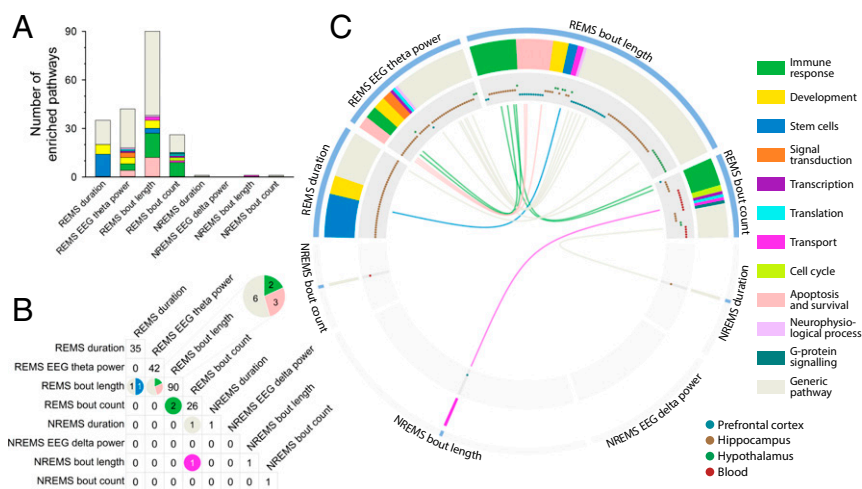 A
Number of
enriched pathways
90
60
30
0
REMS duration
REMS EEG theta power
REMS bout length
REMS bout count
NREMS duration
NREMS EEG delta power
NREMS bout length
NREMS bout count
B
REMS duration
REMS EEG theta power
REMS bout length
REMS bout count
NREMS duration
NREMS EEG delta power
NREMS bout length
NREMS bout count
6 2 3
REMS duration 35
REMS EEG theta power 0 42
REMS bout length 1 1 90
REMS bout count 0 0 2 26
NREMS duration 0 0 0 1 1
NREMS EEG delta power 0 0 0 0 0 0
NREMS bout length 0 0 0 1 0 0 1
NREMS bout count 0 0 0 0 0 0 0 1
C
REMS duration
REMS EEG theta power
REMS bout length
REMS bout count
NREMS duration
NREMS EEG delta power
NREMS bout length
NREMS bout count
Immune
response
Development
Stem cells
Signal
transduction
Transcription
Translation
Transport
Cell cycle
Apoptosis
and survival
Neurophysio-
logical process
G-protein
signalling
Generic
pathway
Prefrontal cortex
Hippocampus
Hypothalamus
Blood